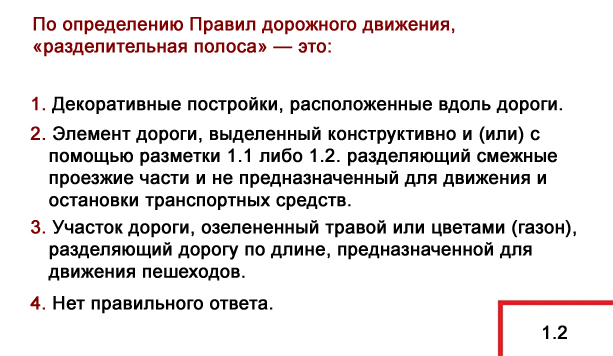 По определению Правил дорожного движения,
«разделительная полоса» — это:
1. Декоративные постройки, расположенные вдоль дороги.
2. Элемент дороги, выделенный конструктивно и (или) с
помощью разметки 1.1 либо 1.2. разделяющий смежные
проезжие части и не предназначенный для движения и
остановки транспортных средств.
3. Участок дороги, озелененный травой или цветами (газон),
разделяющий дорогу по длине, предназначенной для
движения пешеходов.
4. Нет правильного ответа.
1.2